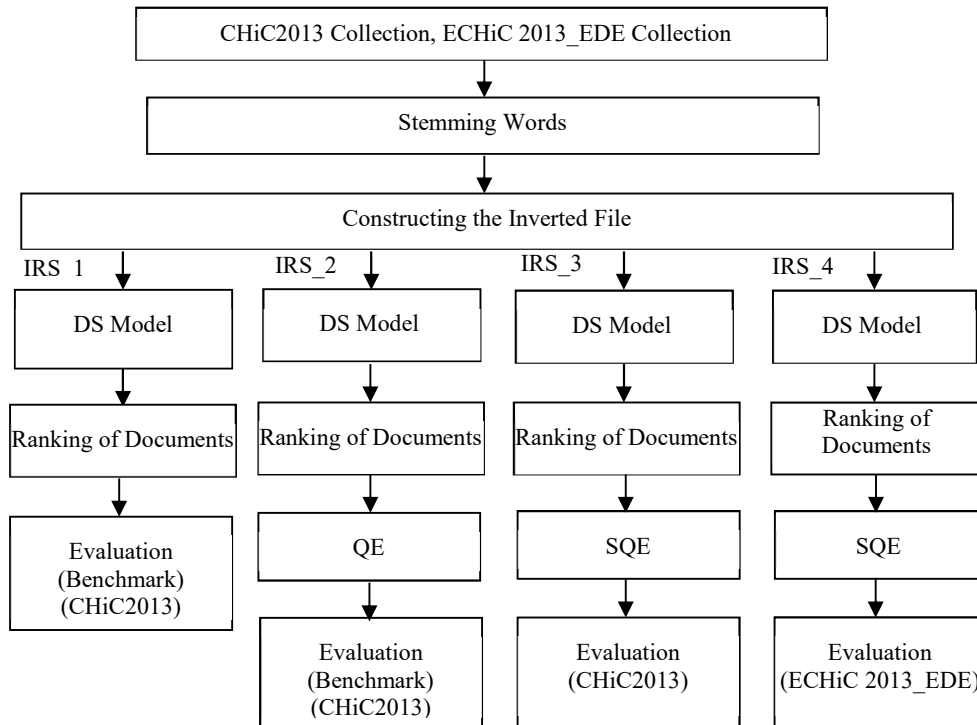 CHiC2013 Collection, ECHiC 2013_EDE Collection
Stemming Words
Constructing the Inverted File
IRS_1
IRS_2
IRS_3
IRS_4
DS Model
DS Model
DS Model
DS Model
Ranking of Documents
Ranking of Documents
Ranking of Documents
Ranking of
Documents
Evaluation
(Benchmark)
(CHiC2013)
QE
SQE
SQE
Evaluation
(Benchmark)
(CHiC2013)
Evaluation
(CHiC2013)
Evaluation
(ECHiC 2013_EDE)